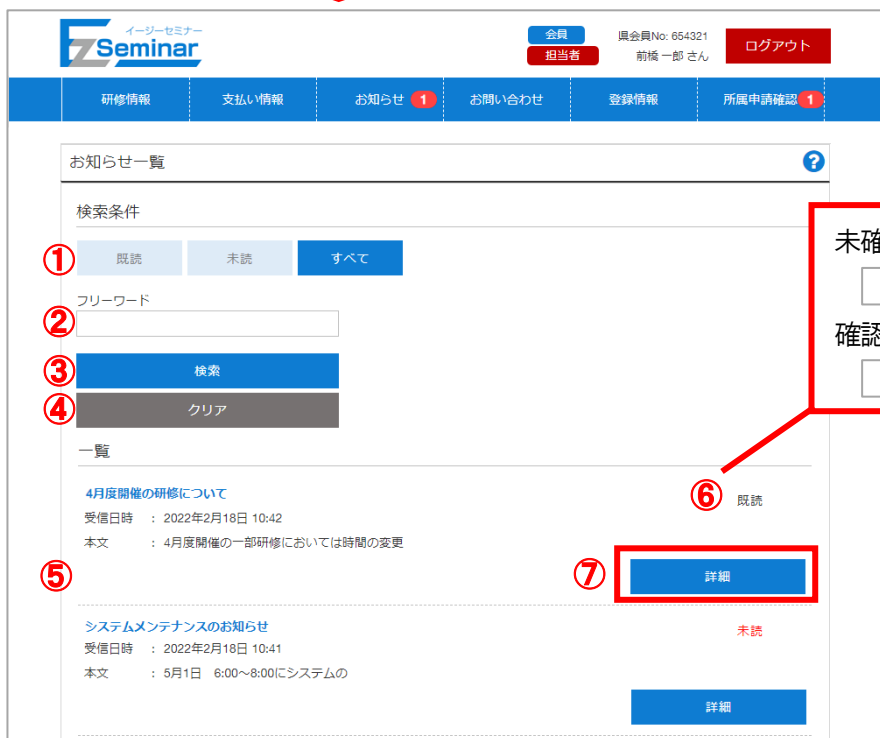 イージーセミナー
EZ Seminar
会員
担当者
県会員No: 654321
前橋 一郎 さん
ログアウト
研修情報
支払い情報
お知らせ 1
お問い合わせ
登録情報
所属申請確認 1
お知らせ一覧
?
検索条件
①
既読
未読
すべて
フリーワード
②
③
検索
④
クリア
未確
確認
一覧
4月度開催の研修について
⑥
既読
受信日時 : 2022年2月18日 10:42
本文 : 4月度開催の一部研修においては時間の変更
⑤
⑦
詳細
システムメンテナンスのお知らせ
未読
受信日時 : 2022年2月18日 10:41
本文 : 5月1日 6:00～8:00にシステムの
詳細